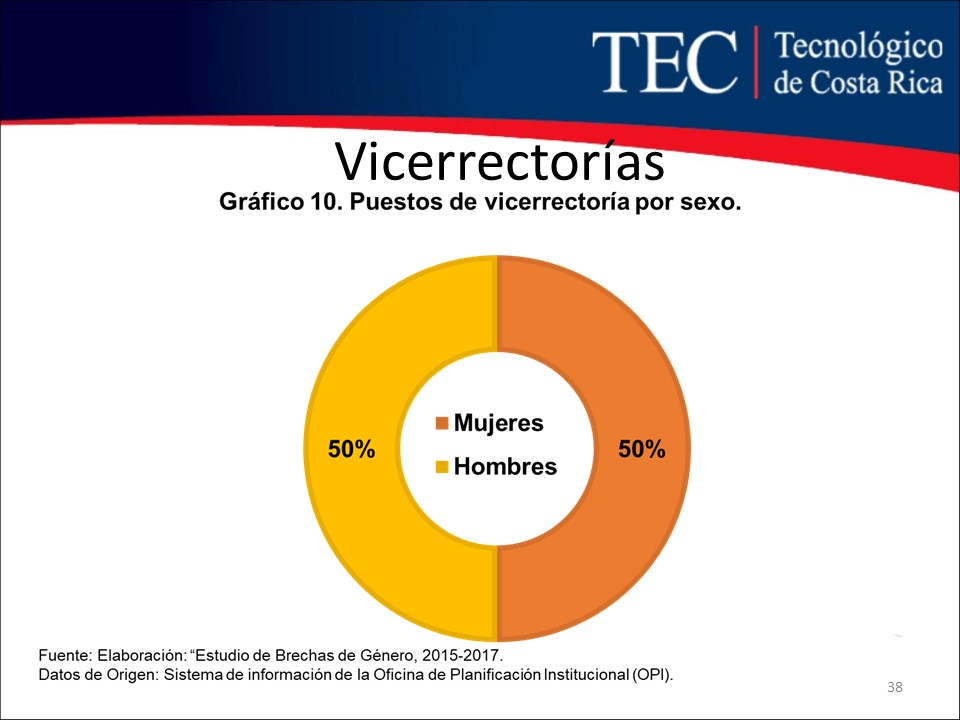 TEC
Tecnológico
de Costa Rica
Vicerrectorías
Gráfico 10. Puestos de vicerrectoría por sexo.
Mujeres
50%
50%
Hombres
Fuente: Elaboración: “Estudio de Brechas de Género, 2015-2017.
Datos de Origen: Sistema de información de la Oficina de Planificación Institucional (OPI).
38